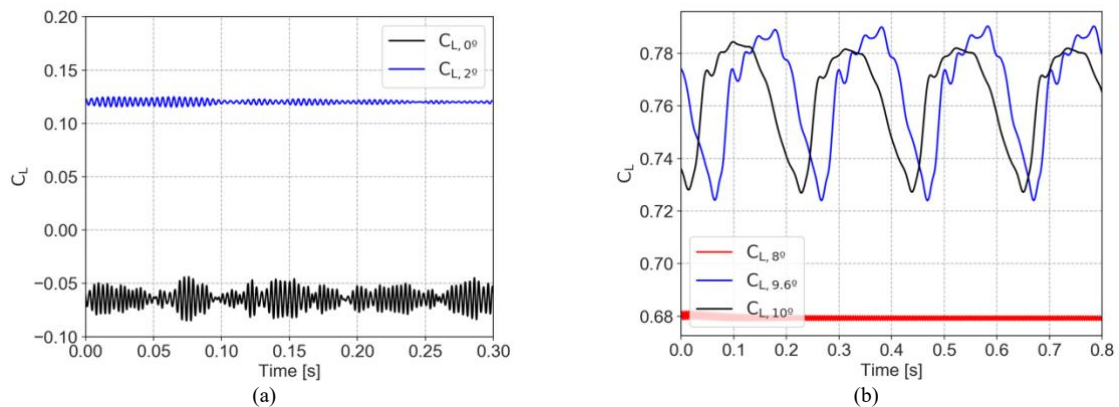 0.20
0.15
0.10
0.05
0.00
−0.05
−0.10
C_L
C_L, 0º
C_L, 2º
0.00 0.05 0.10 0.15 0.20 0.25 0.30
Time [s]
(a)
0.78
0.76
0.74
0.72
0.70
0.68
C_L
C_L, 8º
C_L, 9.6º
C_L, 10º
0.0 0.1 0.2 0.3 0.4 0.5 0.6 0.7 0.8
Time [s]
(b)